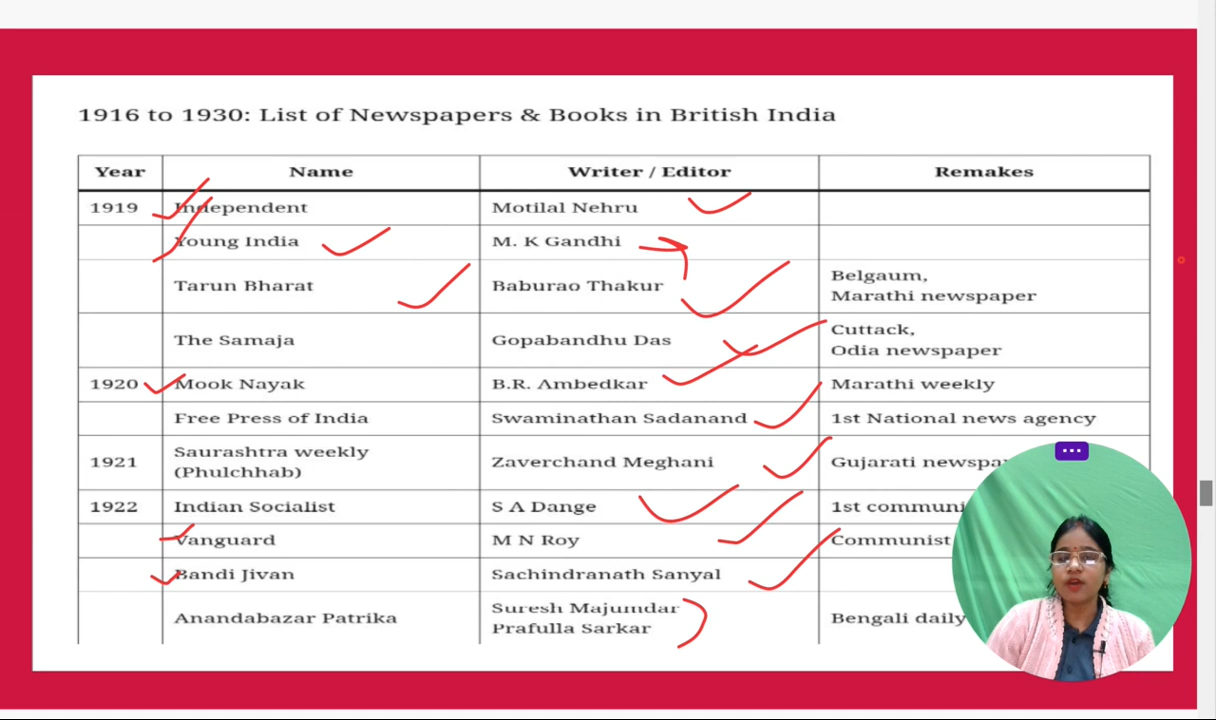 1916 to 1930: List of Newspapers & Books in British India
Year Name Writer / Editor Remakes
1919 Independent Motilal Nehru
Young India M. K Gandhi
Tarun Bharat Baburao Thakur Belgaum,
Marathi newspaper
The Samaja Gopabandhu Das Cuttack,
Odia newspaper
1920 Mook Nayak B.R. Ambedkar Marathi weekly
Free Press of India Swaminathan Sadanand 1st National news agency
1921 Saurashtra weekly
(Phulchhab) Zaverchand Meghani Gujarati
1922 Indian Socialist S A Dange 1st
Vanguard M N Roy Communist
Bandi Jivan Sachindranath Sanyal
Anandabazar Patrika Suresh Majumdar
Prafulla Sarkar Bengali daily